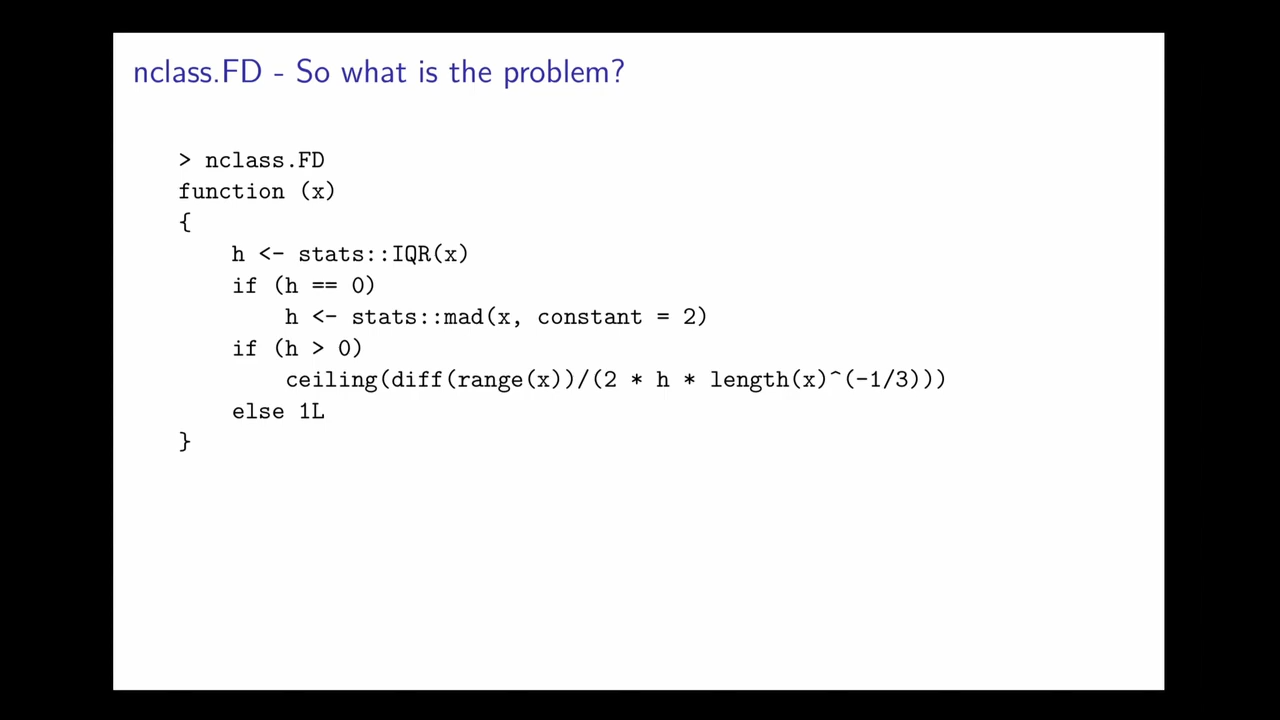 nclass.FD - So what is the problem?
> nclass.FD
function (x)
{
    h <- stats::IQR(x)
    if (h == 0)
        h <- stats::mad(x, constant = 2)
    if (h > 0)
        ceiling(diff(range(x))/(2 * h * length(x)^(-1/3)))
    else 1L
}